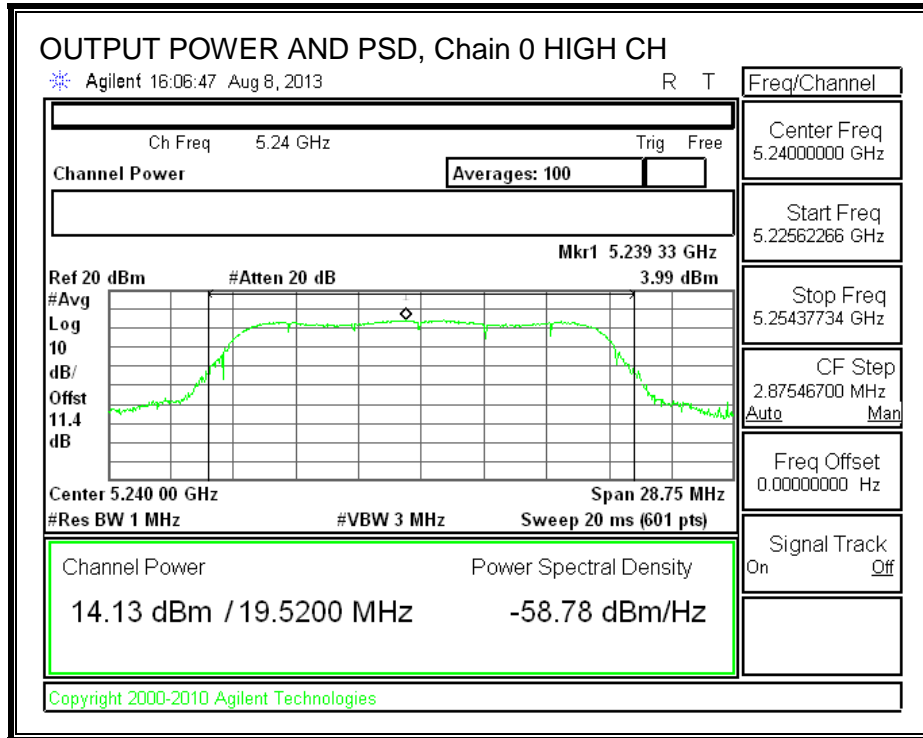 OUTPUT POWER AND PSD, Chain 0 HIGH CH
Agilent 16:06:47 Aug 8, 2013 R T
Ch Freq 5.24 GHz Trig Free
Channel Power Averages: 100
Mkr1 5.239 33 GHz
Ref 20 dBm #Atten 20 dB 3.99 dBm
#Avg
Log
10
dB/
Offst
11.4
dB
1
Center 5.240 00 GHz Span 28.75 MHz
#Res BW 1 MHz #VBW 3 MHz Sweep 20 ms (601 pts)
Channel Power Power Spectral Density
14.13 dBm / 19.5200 MHz -58.78 dBm/Hz
Copyright 2000-2010 Agilent Technologies
Freq/Channel
Center Freq
5.24000000 GHz
Start Freq
5.22562266 GHz
Stop Freq
5.25437734 GHz
CF Step
2.87546700 MHz
Auto Man
Freq Offset
0.00000000 Hz
Signal Track
On Off